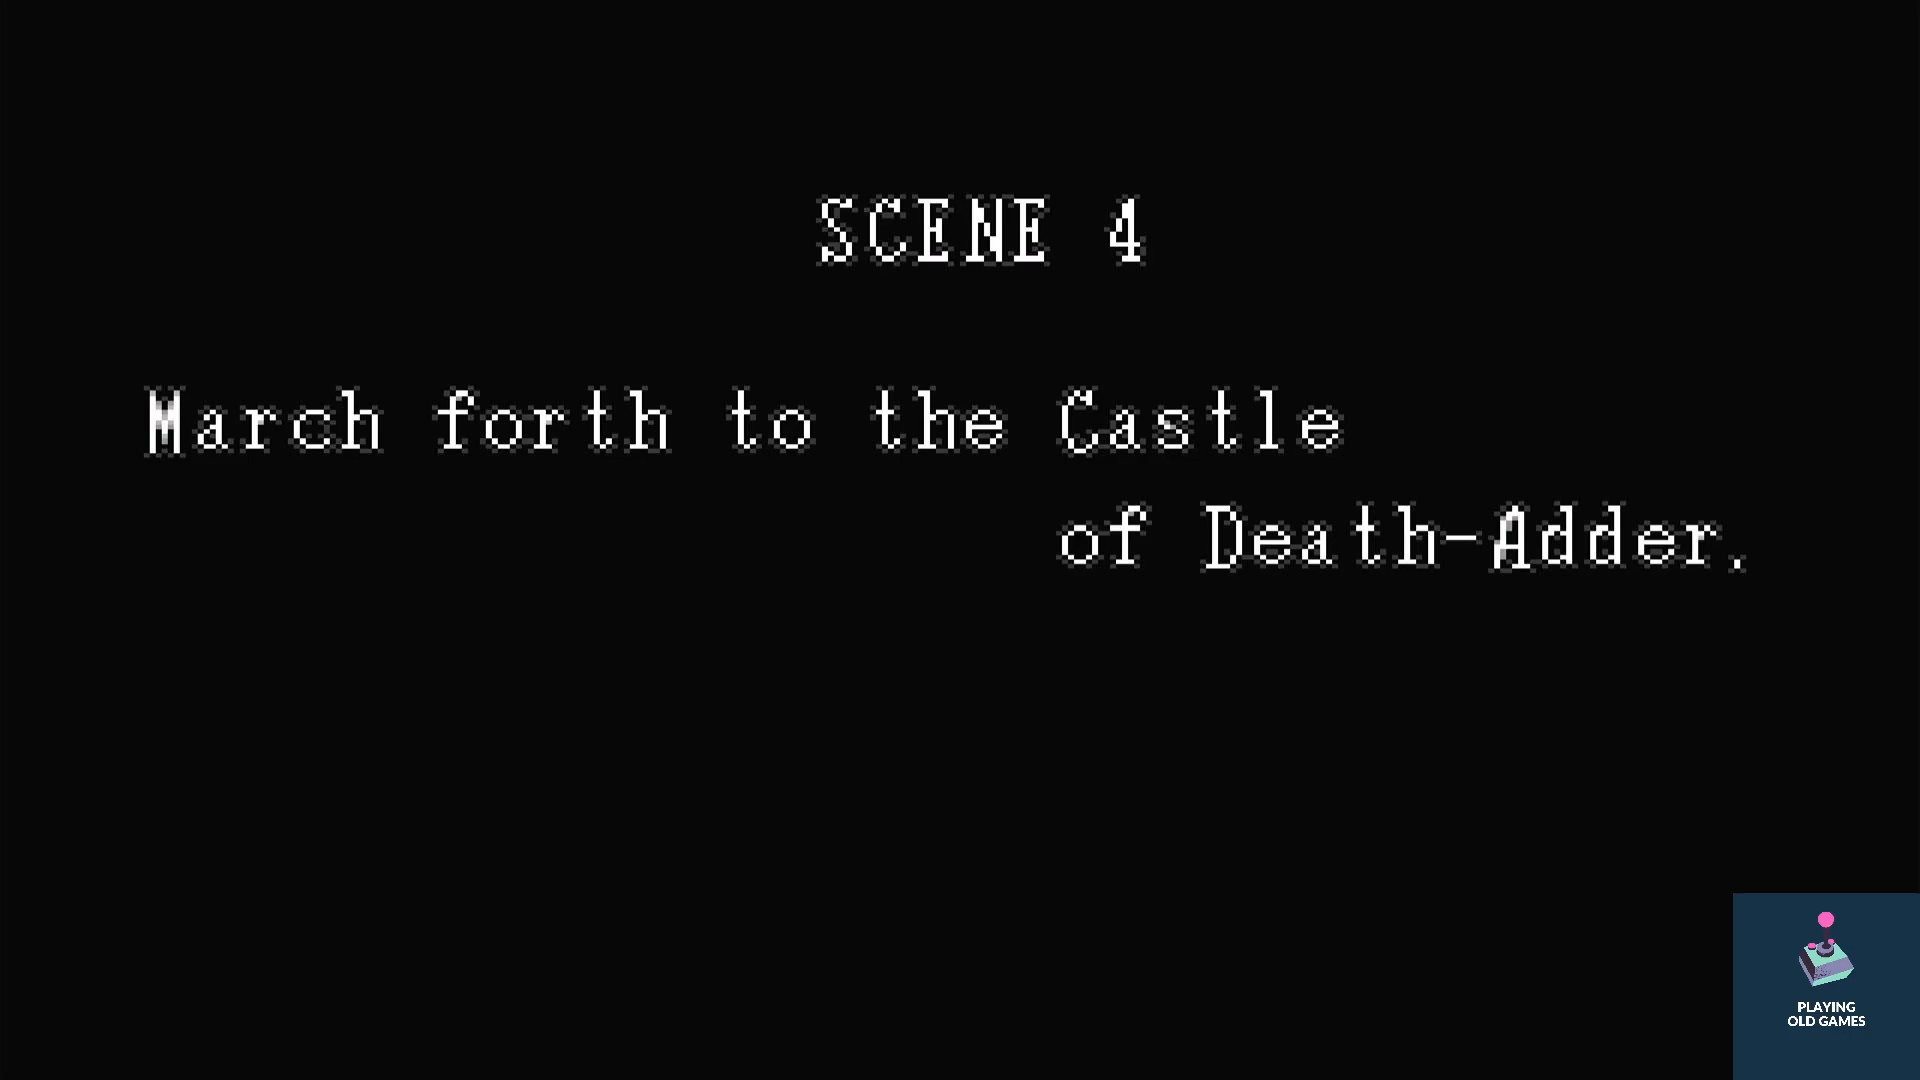 SCENE 4
March forth to the Castle
of Death-Adder.
PLAYING
OLD GAMES